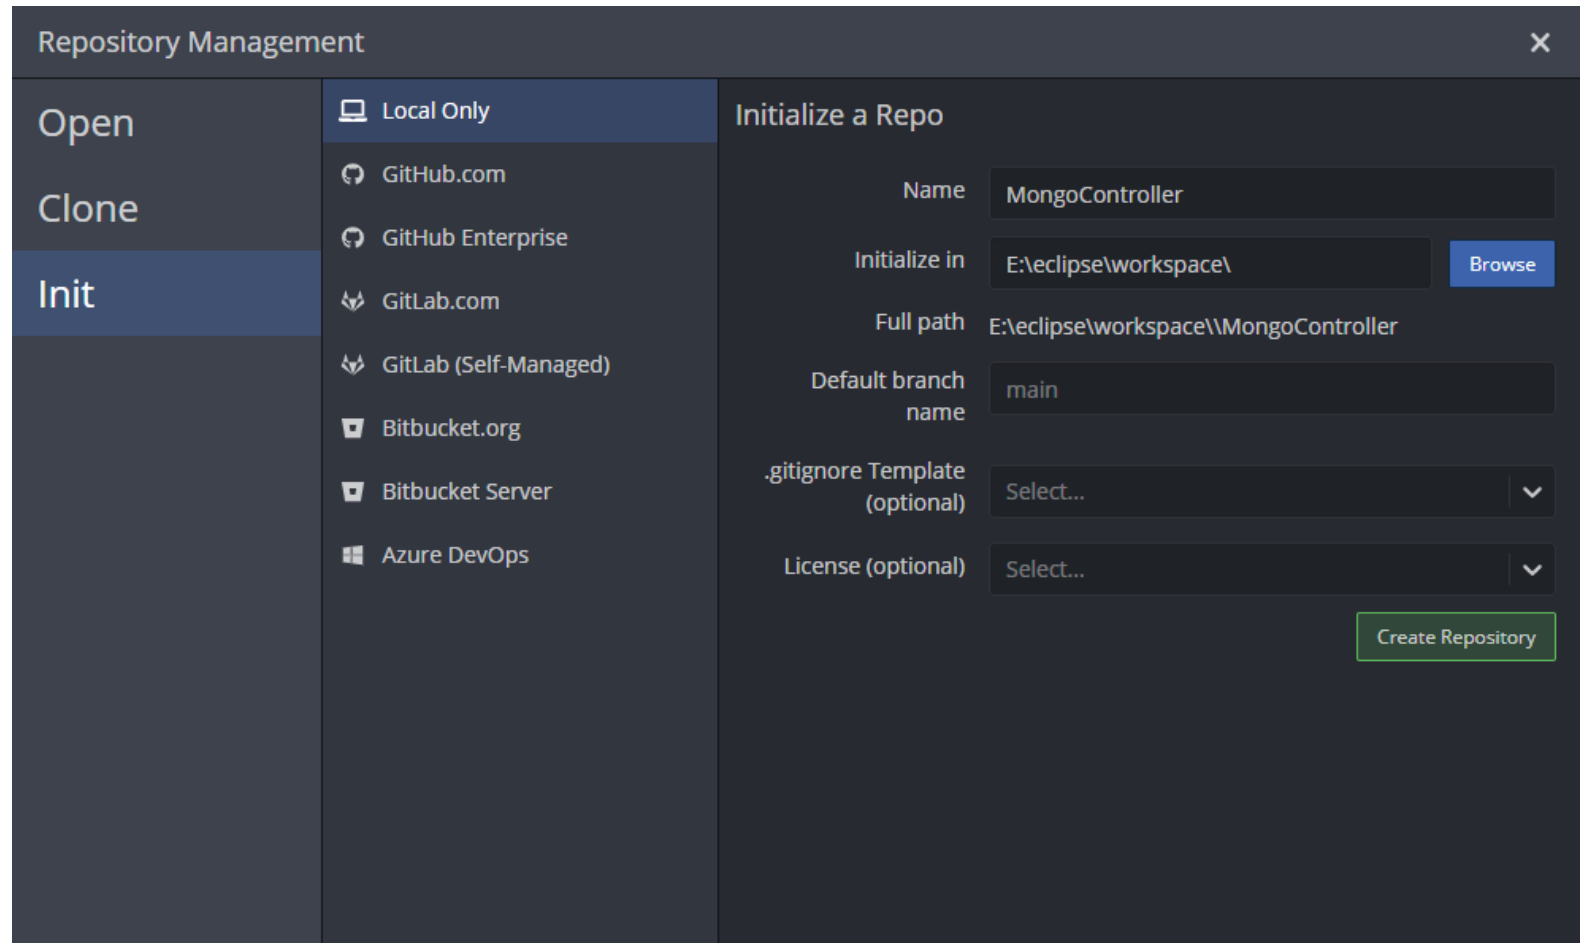 Repository Management
Open
Clone
Init
Local Only
GitHub.com
GitHub Enterprise
GitLab.com
GitLab (Self-Managed)
Bitbucket.org
Bitbucket Server
Azure DevOps
Initialize a Repo
Name MongoController
Initialize in E:\eclipse\workspace\ Browse
Full path E:\eclipse\workspace\\MongoController
Default branch
name
main
.gitignore Template
(optional)
Select...
License (optional) Select...
Create Repository